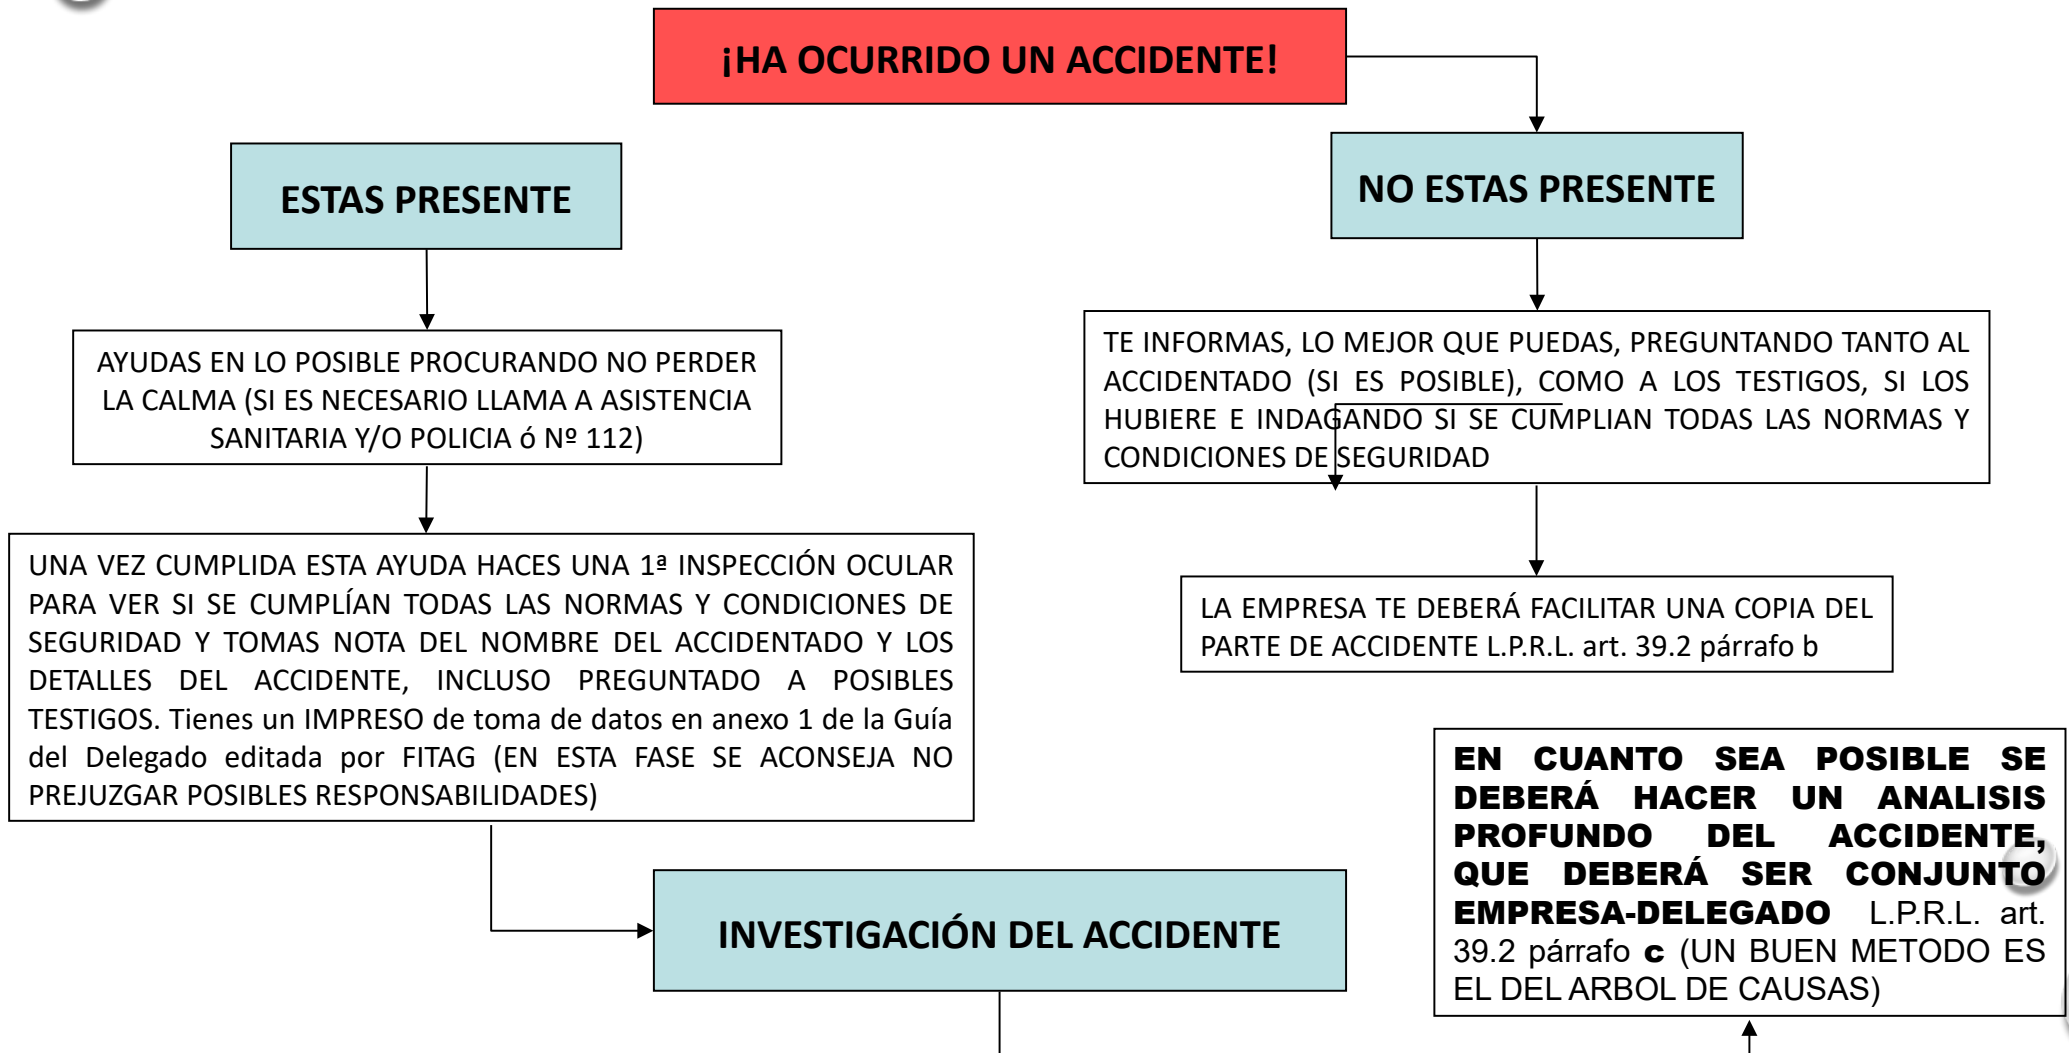 ¡HA OCURRIDO UN ACCIDENTE!
ESTAS PRESENTE
NO ESTAS PRESENTE
AYUDAS EN LO POSIBLE PROCURANDO NO PERDER
LA CALMA (SI ES NECESARIO LLAMA A ASISTENCIA
SANITARIA Y/O POLICIA ó Nº 112)
TE INFORMAS, LO MEJOR QUE PUEDAS, PREGUNTANDO TANTO AL
ACCIDENTADO (SI ES POSIBLE), COMO A LOS TESTIGOS, SI LOS
HUBIERE E INDAGANDO SI SE CUMPLIAN TODAS LAS NORMAS Y
CONDICIONES DE SEGURIDAD
UNA VEZ CUMPLIDA ESTA AYUDA HACES UNA 1ª INSPECCIÓN OCULAR
PARA VER SI SE CUMPLÍAN TODAS LAS NORMAS Y CONDICIONES DE
SEGURIDAD Y TOMAS NOTA DEL NOMBRE DEL ACCIDENTADO Y LOS
DETALLES DEL ACCIDENTE, INCLUSO PREGUNTADO A POSIBLES
TESTIGOS. Tienes un IMPRESO de toma de datos en anexo 1 de la Guía
del Delegado editada por FITAG (EN ESTA FASE SE ACONSEJA NO
PREJUZGAR POSIBLES RESPONSABILIDADES)
LA EMPRESA TE DEBERÁ FACILITAR UNA COPIA DEL
PARTE DE ACCIDENTE L.P.R.L. art. 39.2 párrafo b
EN CUANTO SEA POSIBLE SE
DEBERÁ HACER UN ANALISIS
PROFUNDO DEL ACCIDENTE,
QUE DEBERÁ SER CONJUNTO
EMPRESA-DELEGADO L.P.R.L. art.
39.2 párrafo c (UN BUEN METODO ES
EL DEL ARBOL DE CAUSAS)
INVESTIGACIÓN DEL ACCIDENTE